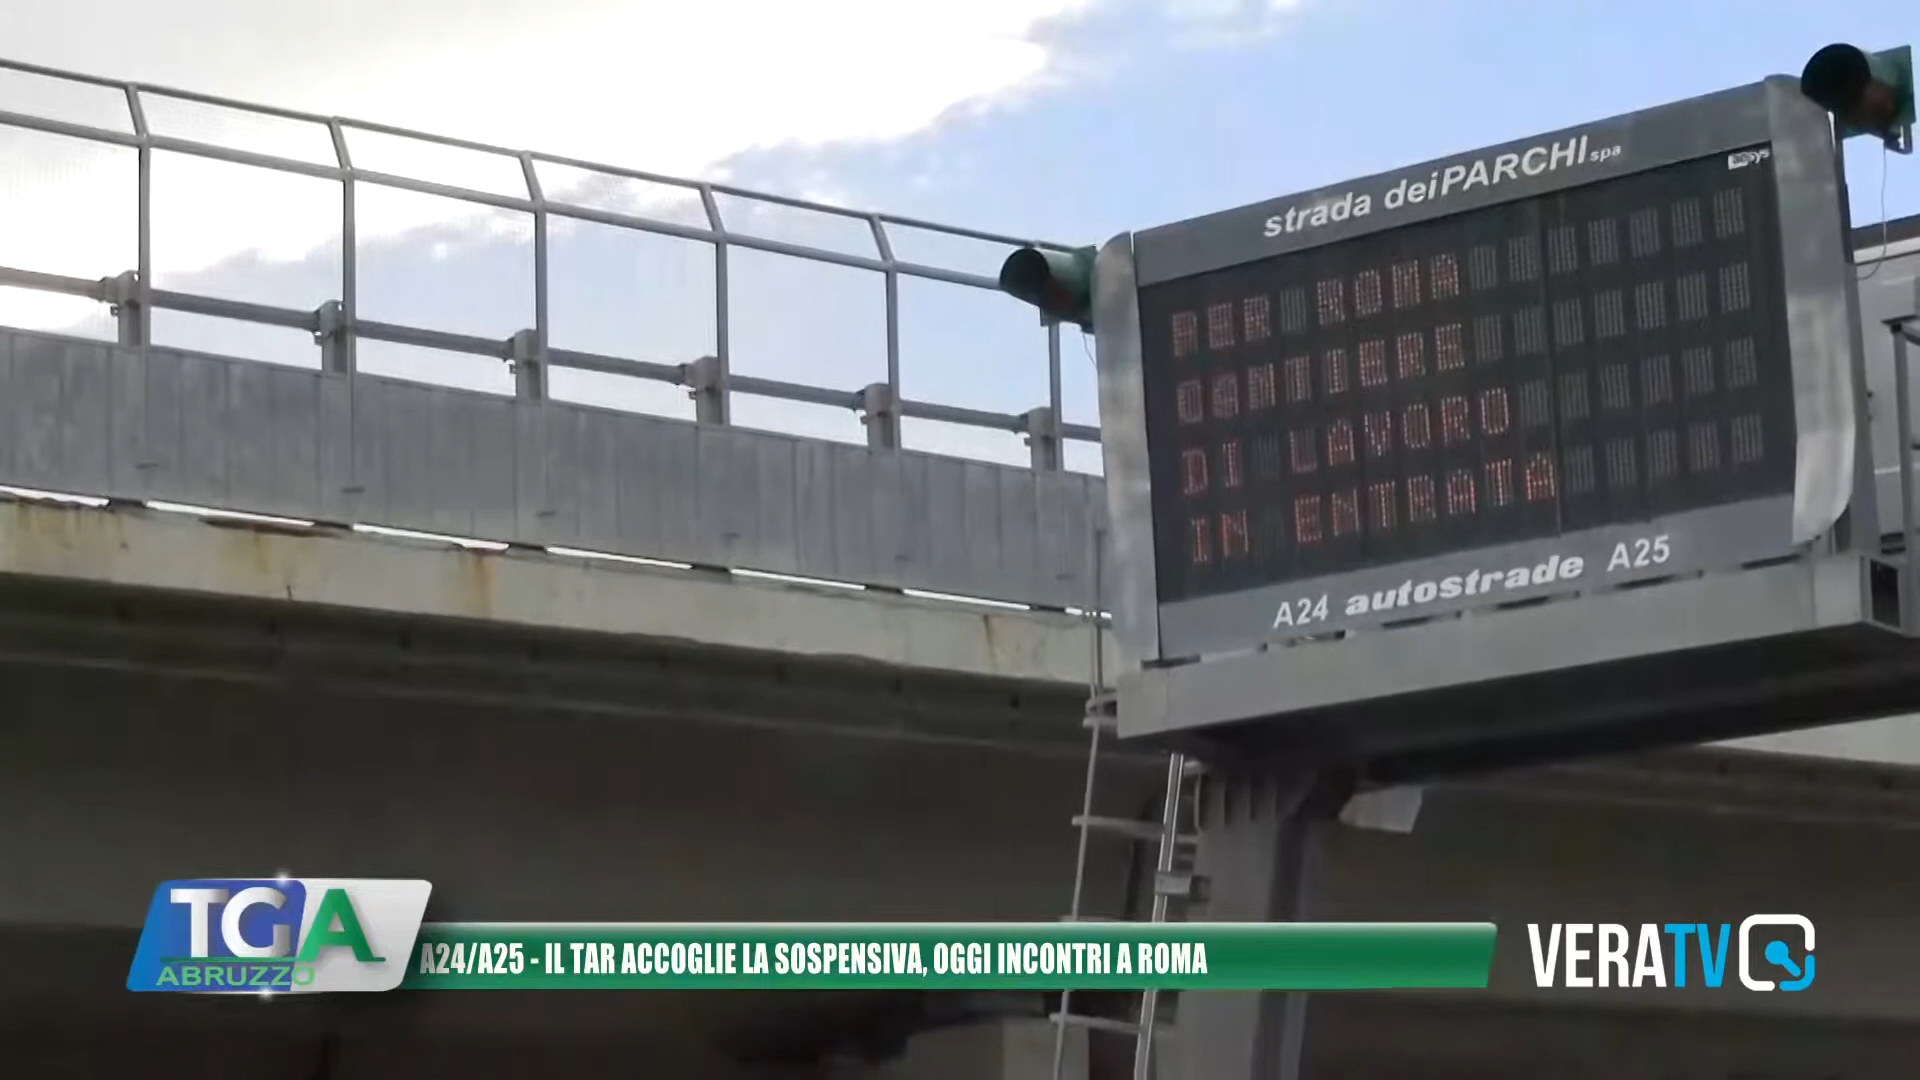 strada deiPARCHI spa
aesys
PER ROMA
CANTIERE
DI LAVORO
IN ENTRATA
A24 autostrade A25
TGA
ABRUZZO
A24/A25 - IL TAR ACCOGLIE LA SOSPENSIVA, OGGI INCONTRI A ROMA
VERATV